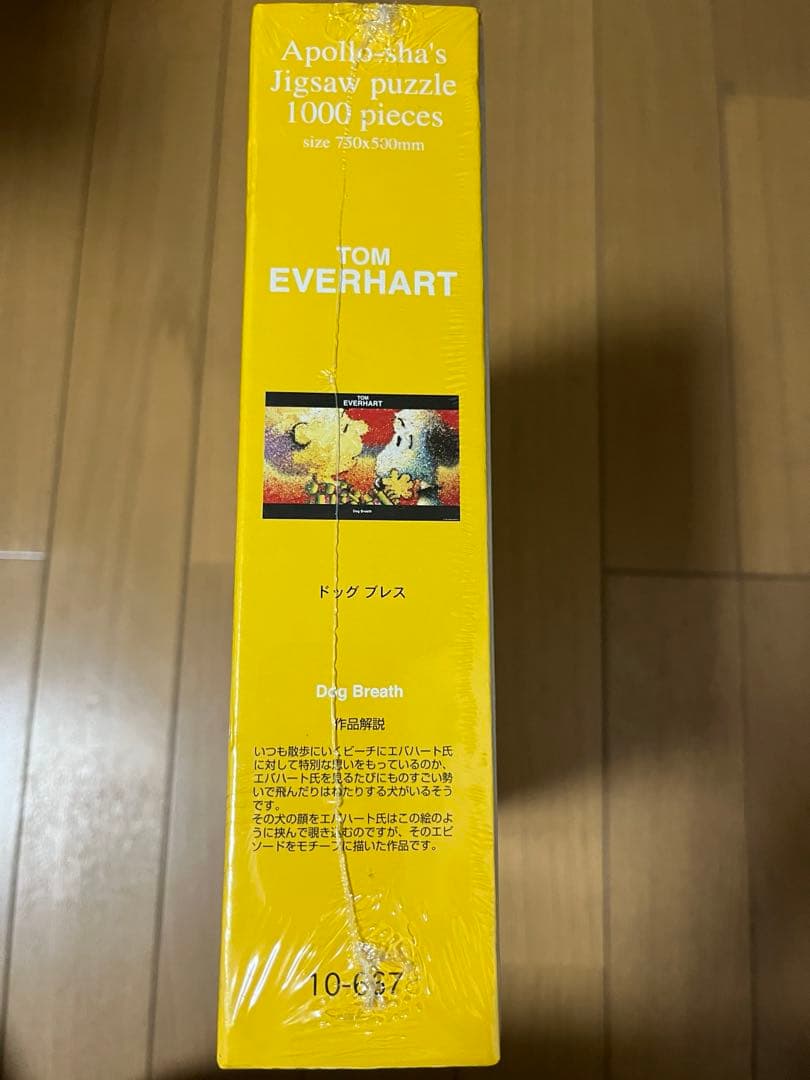 Apollo-sha's
Jigsaw puzzle
1000 pieces
size 750x500mm
TOM
EVERHART
TOM
EVERHART
Dog Breath
ドッグ ブレス
Dog Breath
作品解説
いつも散歩にいくビーチにエバハート氏
に対して特別な想いをもっているのか、
エバハート氏を見るたびにものすごい勢
いで飛んだりはねたりする犬がいるそう
です。
その犬の顔をエバハート氏はこの絵のよ
うに挟んで覗き込むのですが、そのエピ
ソードをモチーフに描いた作品です。